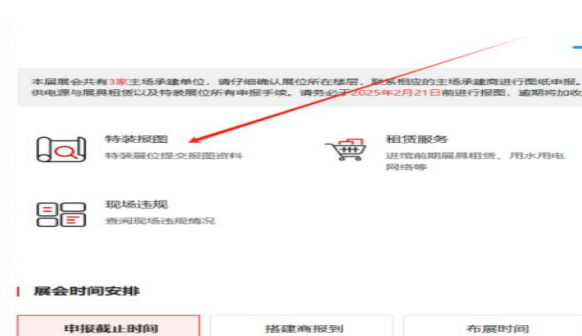 本届展会共有3家主场承建单位，请仔细确认展位所在楼层，联系相应的主场承建商进行图纸申报。
供电源与展具租赁以及特装展位所有申报手续。请务必于2025年2月21日前进行报图，逾期将加收
特装报图
特装展位提交报图资料
租赁服务
进馆前期展具租赁、用水用电
网络等
现场违规
查阅现场违规情况
展会时间安排
申报截止时间
搭建商报到
布展时间